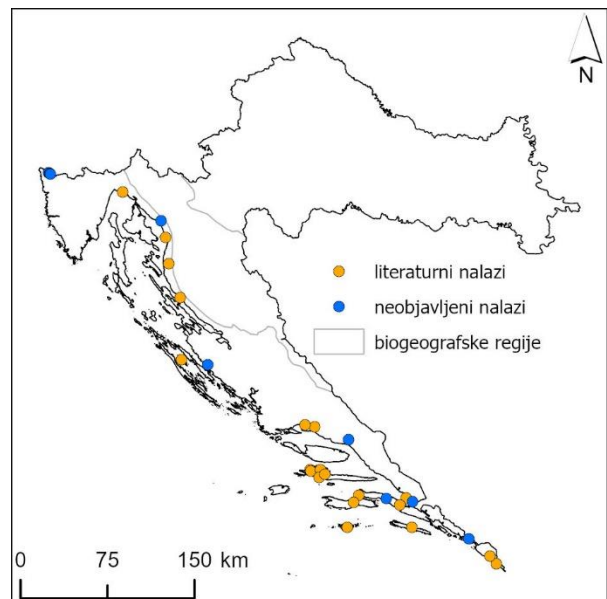 N
literaturni nalazi
neobjavljeni nalazi
biogeografske regije
0 75 150 km